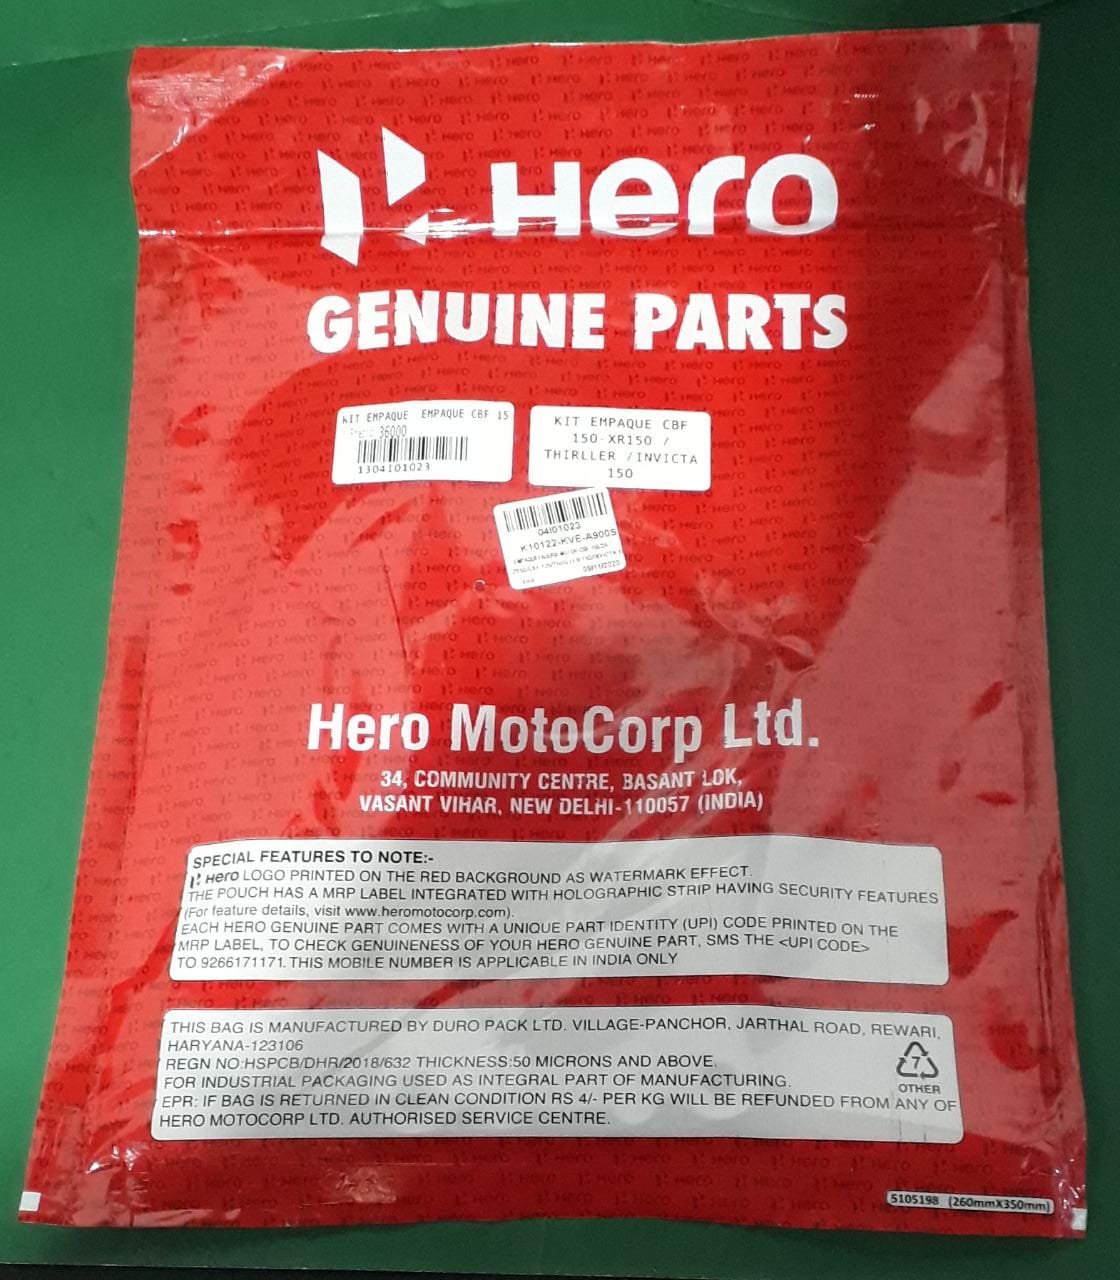 Hero
GENUINE PARTS
KIT EMPAQUE EMPAQUE CBF 15
36000
1304I01023
KIT EMPAQUE CBF
150-XR150 /
THIRLLER /INVICTA
150
04I01023
K10122-KVE-A900S
09/11/2020
Hero MotoCorp Ltd.
34, COMMUNITY CENTRE, BASANT LOK,
VASANT VIHAR, NEW DELHI-110057 (INDIA)
SPECIAL FEATURES TO NOTE:-
Hero LOGO PRINTED ON THE RED BACKGROUND AS WATERMARK EFFECT.
THE POUCH HAS A MRP LABEL INTEGRATED WITH HOLOGRAPHIC STRIP HAVING SECURITY FEATURES
(For feature details, visit www.heromotocorp.com).
EACH HERO GENUINE PART COMES WITH A UNIQUE PART IDENTITY (UPI) CODE PRINTED ON THE
MRP LABEL, TO CHECK GENUINENESS OF YOUR HERO GENUINE PART, SMS THE <UPI CODE>
TO 9266171171. THIS MOBILE NUMBER IS APPLICABLE IN INDIA ONLY
THIS BAG IS MANUFACTURED BY DURO PACK LTD. VILLAGE-PANCHOR, JARTHAL ROAD, REWARI,
HARYANA-123106
REGN NO:HSPCB/DHR/2018/632 THICKNESS:50 MICRONS AND ABOVE.
FOR INDUSTRIAL PACKAGING USED AS INTEGRAL PART OF MANUFACTURING.
EPR: IF BAG IS RETURNED IN CLEAN CONDITION RS 4/- PER KG WILL BE REFUNDED FROM ANY OF
HERO MOTOCORP LTD. AUTHORISED SERVICE CENTRE.
7
OTHER
5105198 (260mmX350mm)